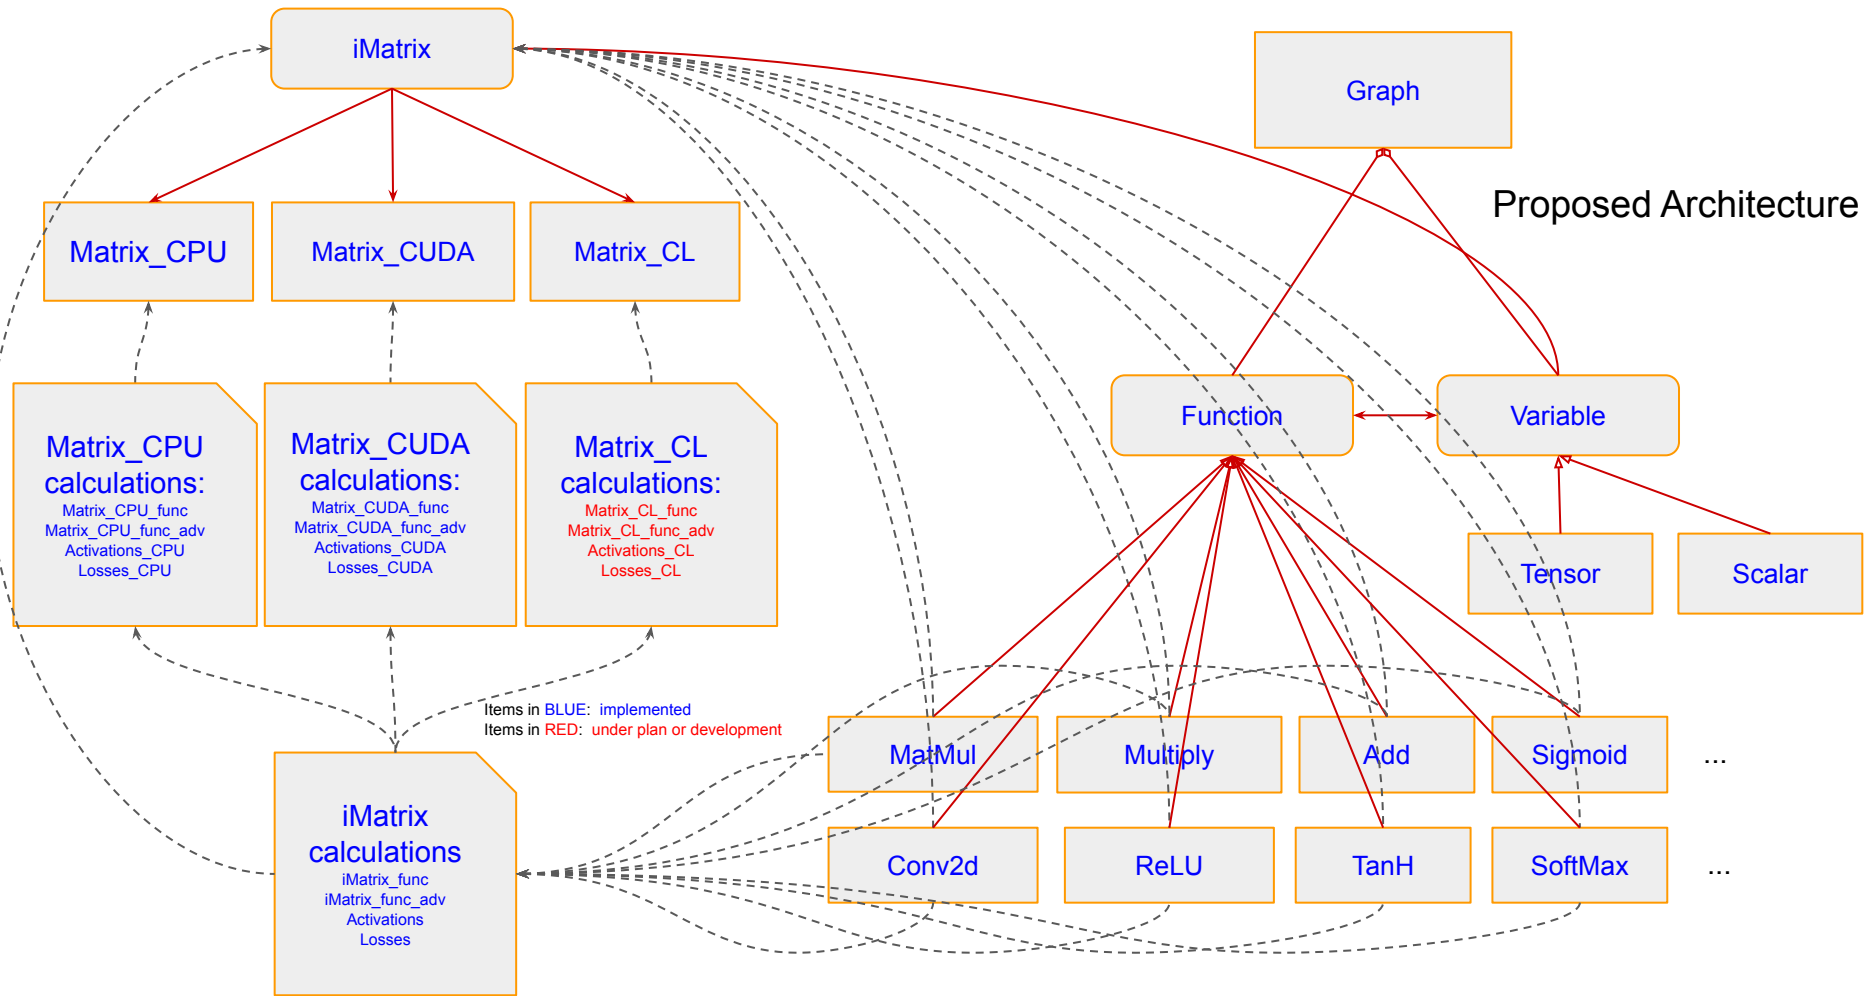 iMatrix
Graph
Proposed Architecture
Matrix_CPU
Matrix_CUDA
Matrix_CL
Function
Variable
Matrix_CPU
calculations:
Matrix_CPU_func
Matrix_CPU_func_adv
Activations_CPU
Losses_CPU
Matrix_CUDA
calculations:
Matrix_CUDA_func
Matrix_CUDA_func_adv
Activations_CUDA
Losses_CUDA
Matrix_CL
calculations:
Matrix_CL_func
Matrix_CL_func_adv
Activations_CL
Losses_CL
Tensor
Scalar
Items in BLUE: implemented
Items in RED: under plan or development
MatMul
Multiply
Add
Sigmoid
...
iMatrix
calculations
iMatrix_func
iMatrix_func_adv
Activations
Losses
Conv2d
ReLU
TanH
SoftMax
...